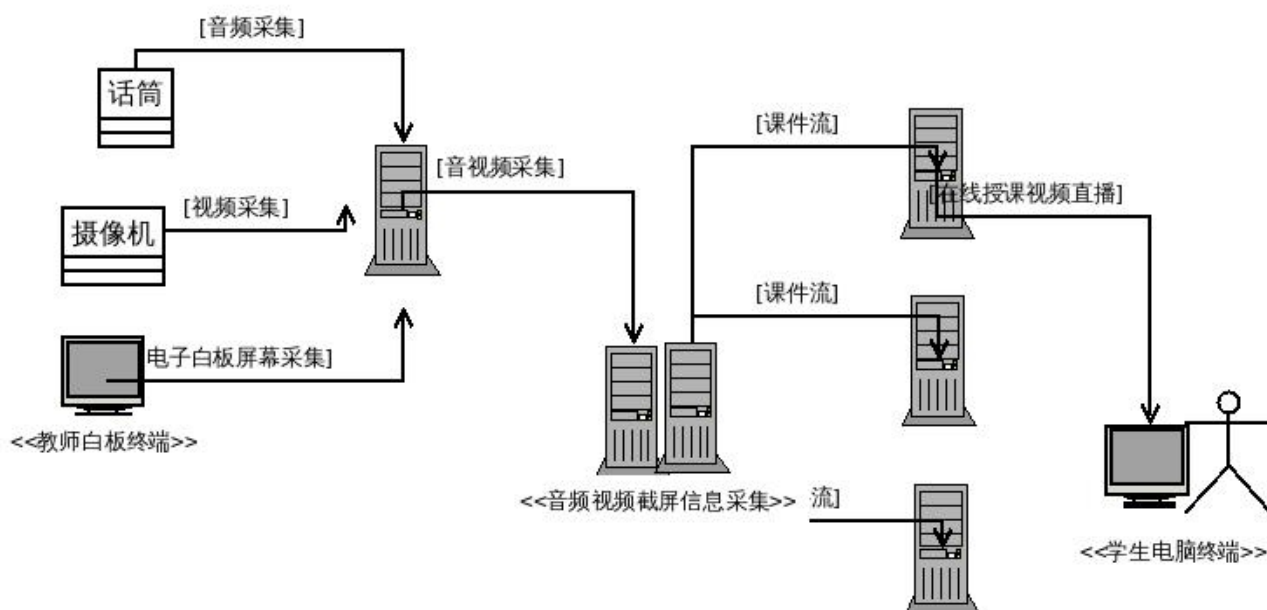 [音频采集]
话筒
[视频采集]
摄像机
电子白板屏幕采集]
<<教师白板终端>>
[音视频采集]
<<音频视频截屏信息采集>>
[课件流]
[在线授课视频直播]
[课件流]
流]
<<学生电脑终端>>